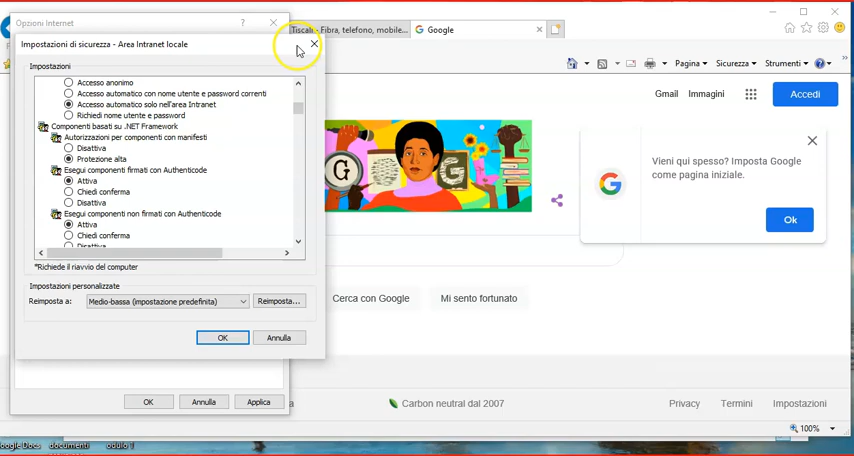 Opzioni Internet
Impostazioni di sicurezza - Area Intranet locale
Impostazioni
Accesso anonimo
Accesso automatico con nome utente e password correnti
Accesso automatico solo nell'area Intranet
Richiedi nome utente e password
Componenti basati su .NET Framework
Autorizzazioni per componenti con manifesti
Disattiva
Protezione alta
Esegui componenti firmati con Authenticode
Attiva
Chiedi conferma
Disattiva
Esegui componenti non firmati con Authenticode
Attiva
Chiedi conferma
Disattiva
*Richiede il riavvio del computer
Impostazioni personalizzate
Reimposta a:
Medio-bassa (impostazione predefinita)
Reimposta...
OK
Annulla
OK
Annulla
Applica
Tiscali - Fibra, telefono, mobile...
Google
Pagina
Sicurezza
Strumenti
Gmail
Immagini
Accedi
G
G
Vieni qui spesso? Imposta Google
come pagina iniziale.
Ok
Cerca con Google
Mi sento fortunato
Carbon neutral dal 2007
Privacy
Termini
Impostazioni
100%
oogle-Docs
documenti